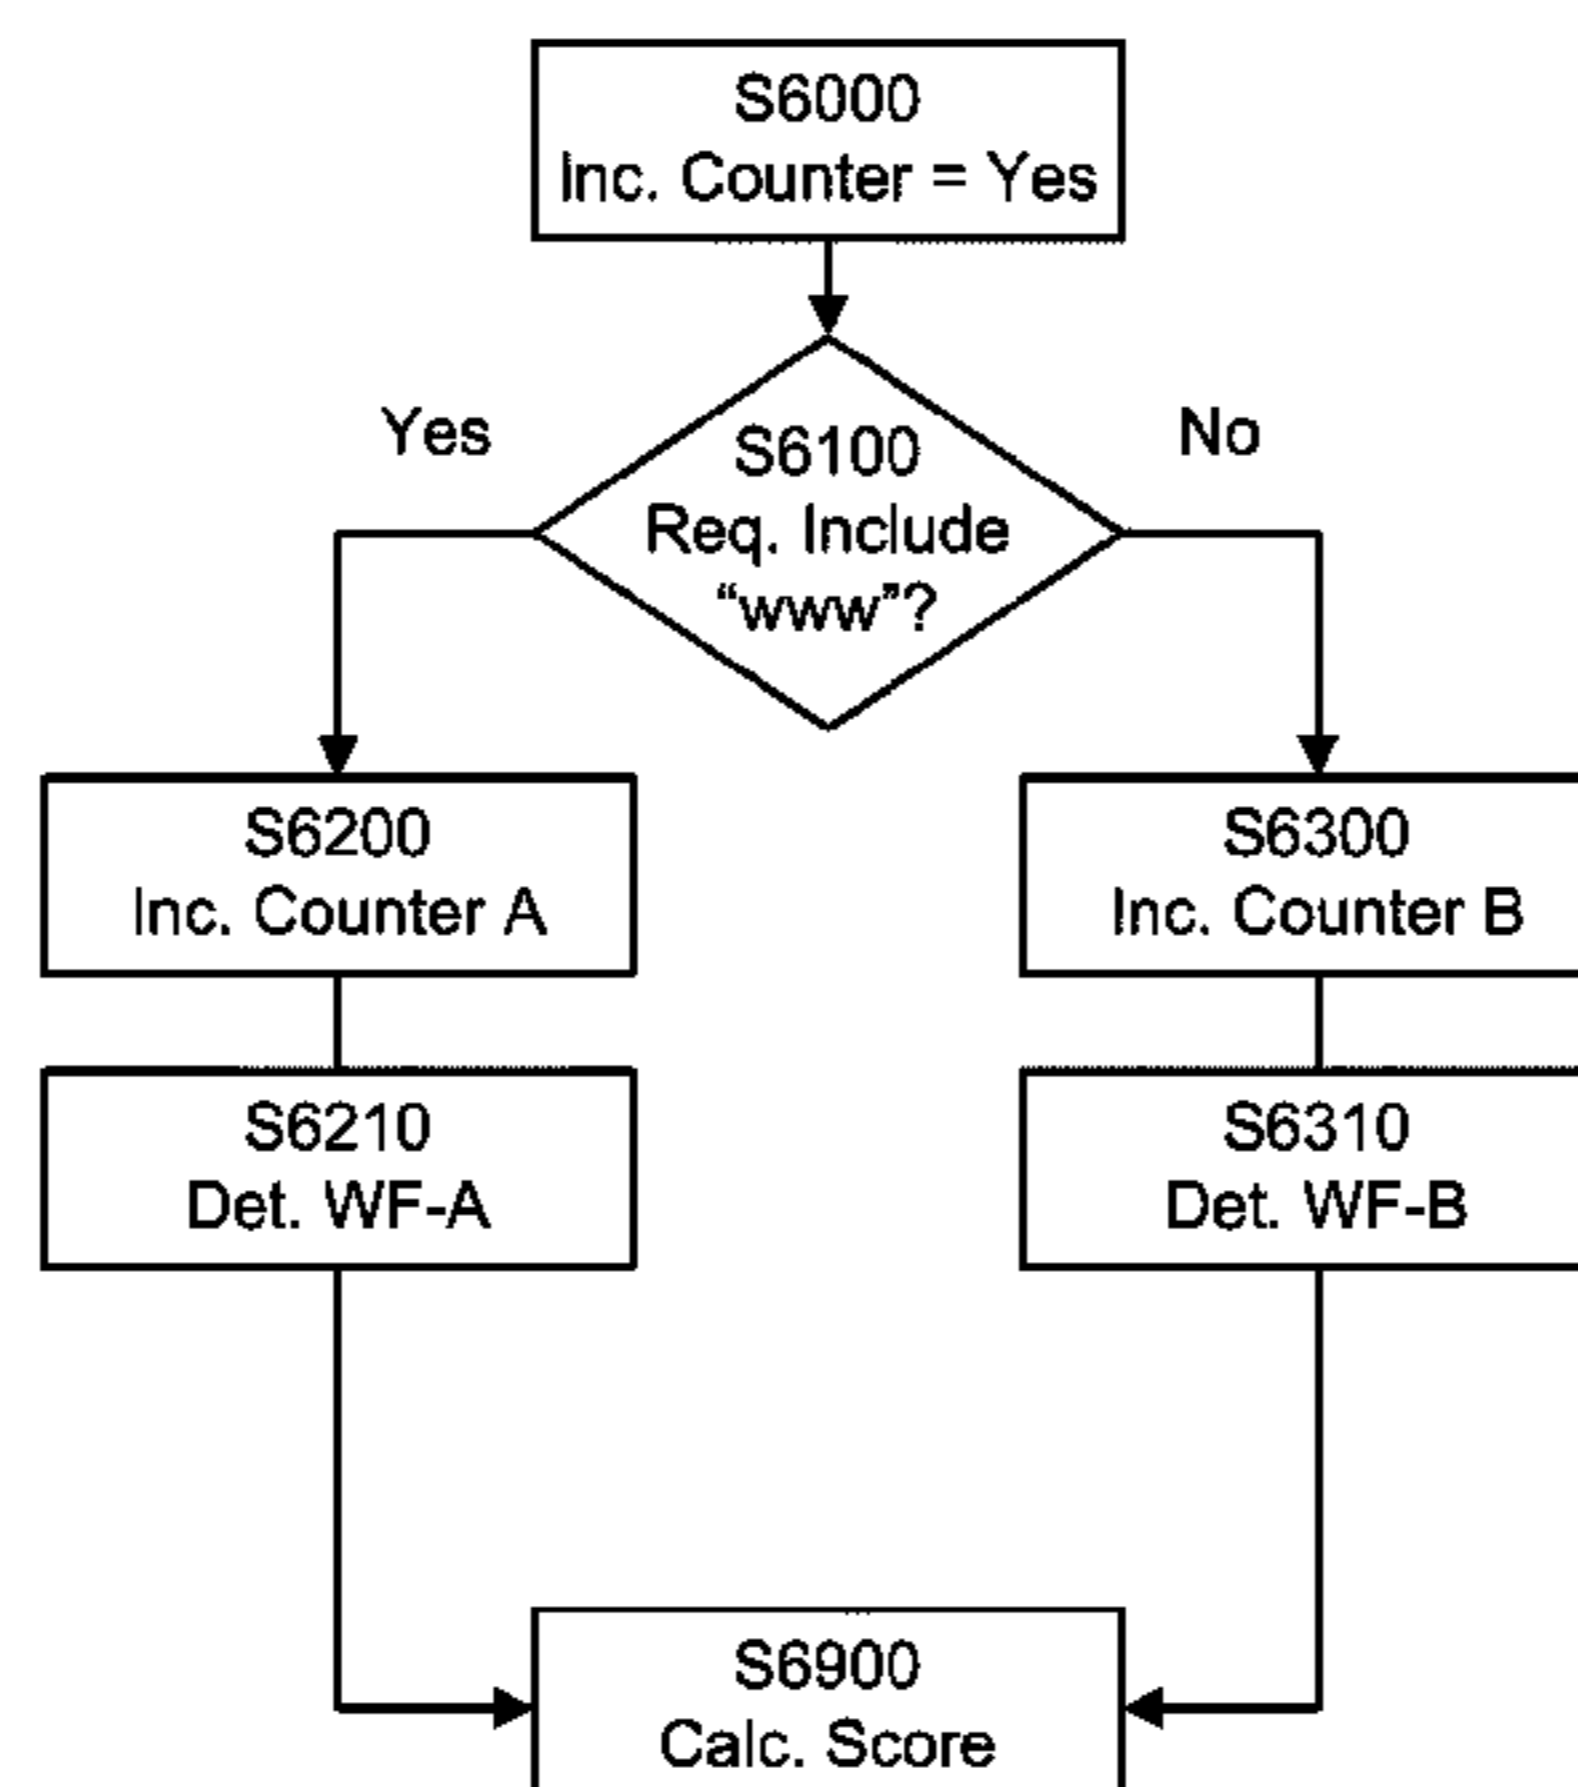 S6000
Inc. Counter = Yes
Yes
No
S6100
Req. Include
“www”?
S6200
Inc. Counter A
S6300
Inc. Counter B
S6210
Det. WF-A
S6310
Det. WF-B
S6900
Calc. Score